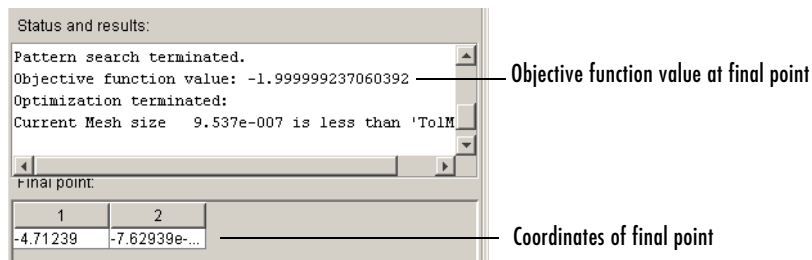 Status and results:
Pattern search terminated.
Objective function value: -1.999999237060392
Objective function value at final point
Optimization terminated:
Current Mesh size 9.537e-007 is less than 'TolM
Final point:
1 2
-4.71239 -7.62939e-...
Coordinates of final point